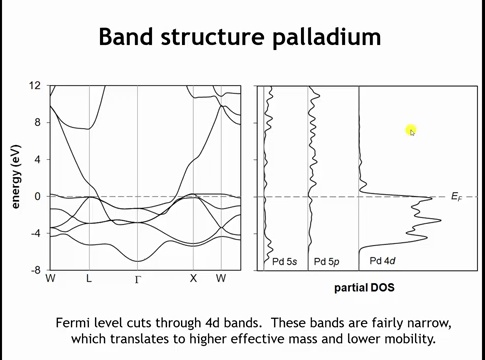 Band structure palladium
12
8
4
0
-4
-8
energy (eV)
W L Γ X W
E_F
Pd 5s Pd 5p Pd 4d
partial DOS
Fermi level cuts through 4d bands. These bands are fairly narrow,
which translates to higher effective mass and lower mobility.